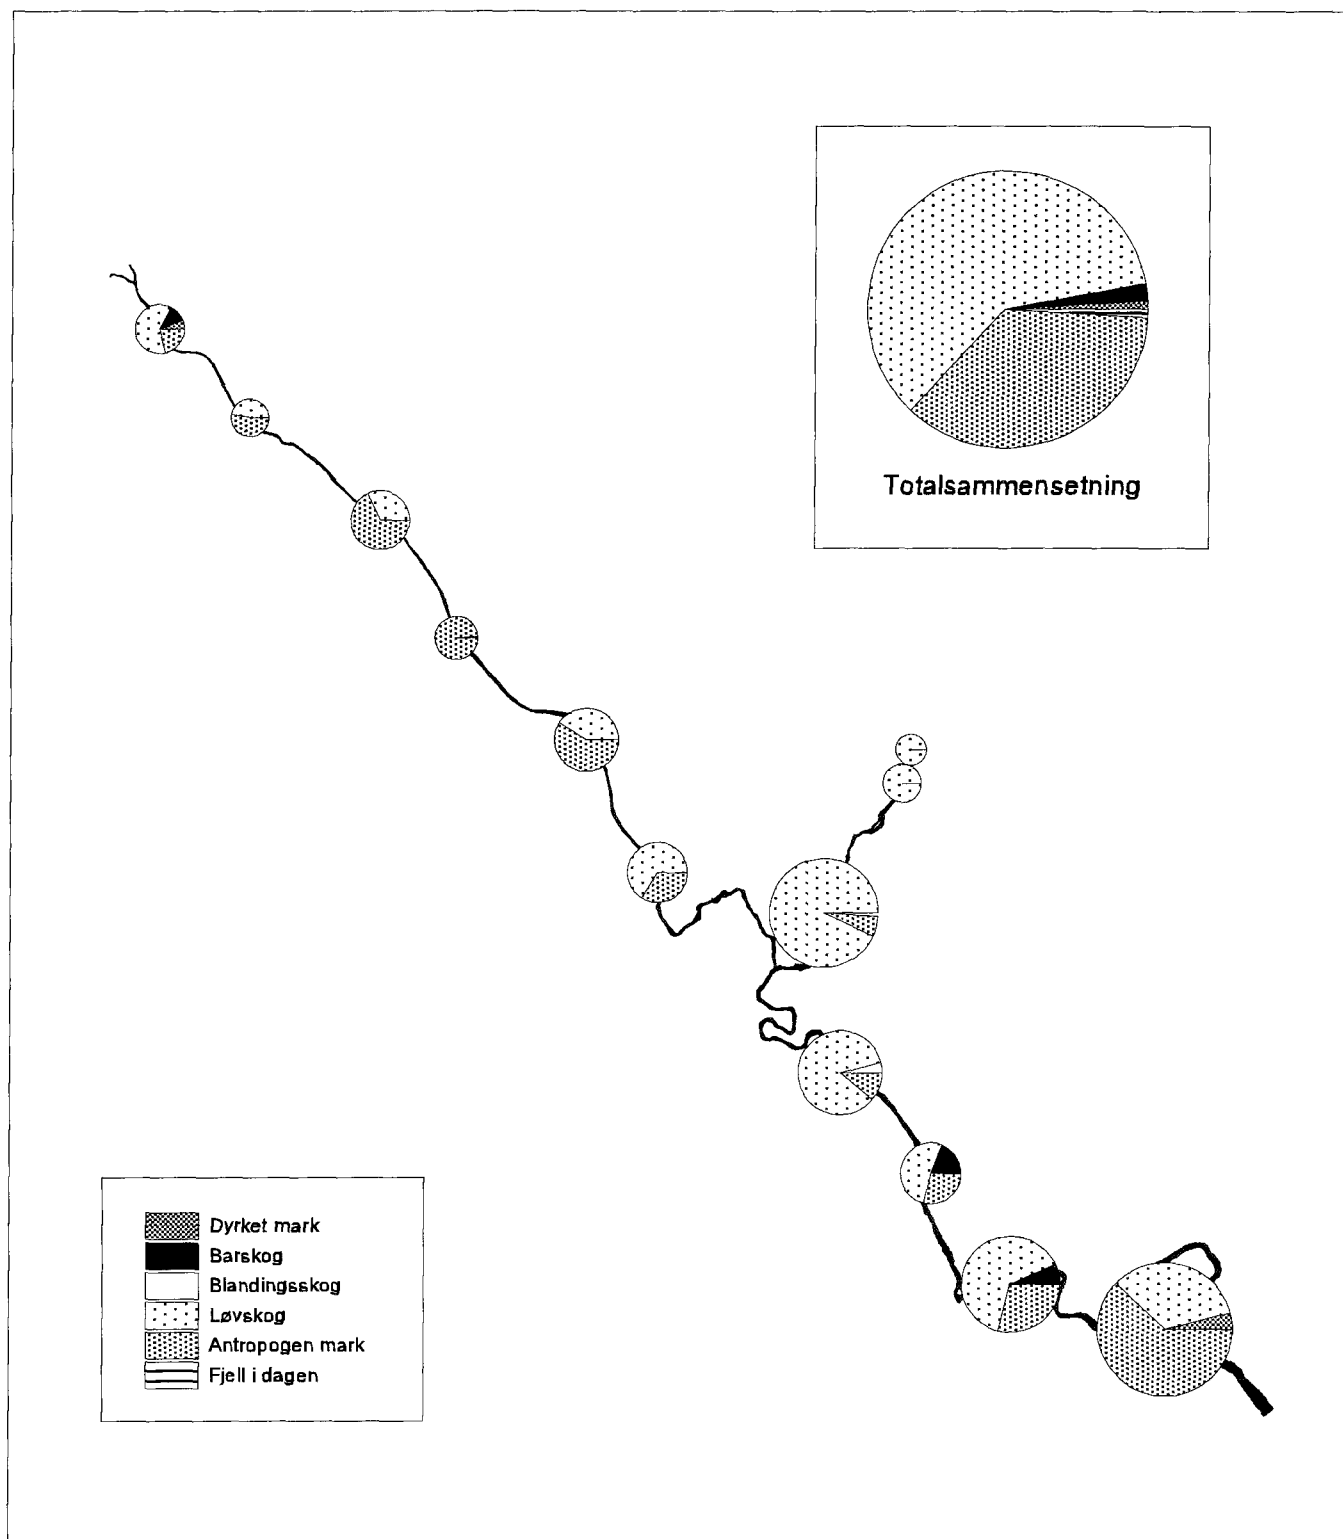 Totalsammensetning
Dyrket mark
Barskog
Blandingsskog
Løvskog
Antropogen mark
Fjell i dagen